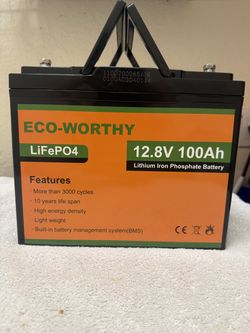 ECO-WORTHY
LiFePO4
12.8V 100Ah
Lithium Iron Phosphate Battery
Features
• More than 3000 cycles
• 10 years life span
• High energy density
• Light weight
• Built-in battery management system(BMS)
CE